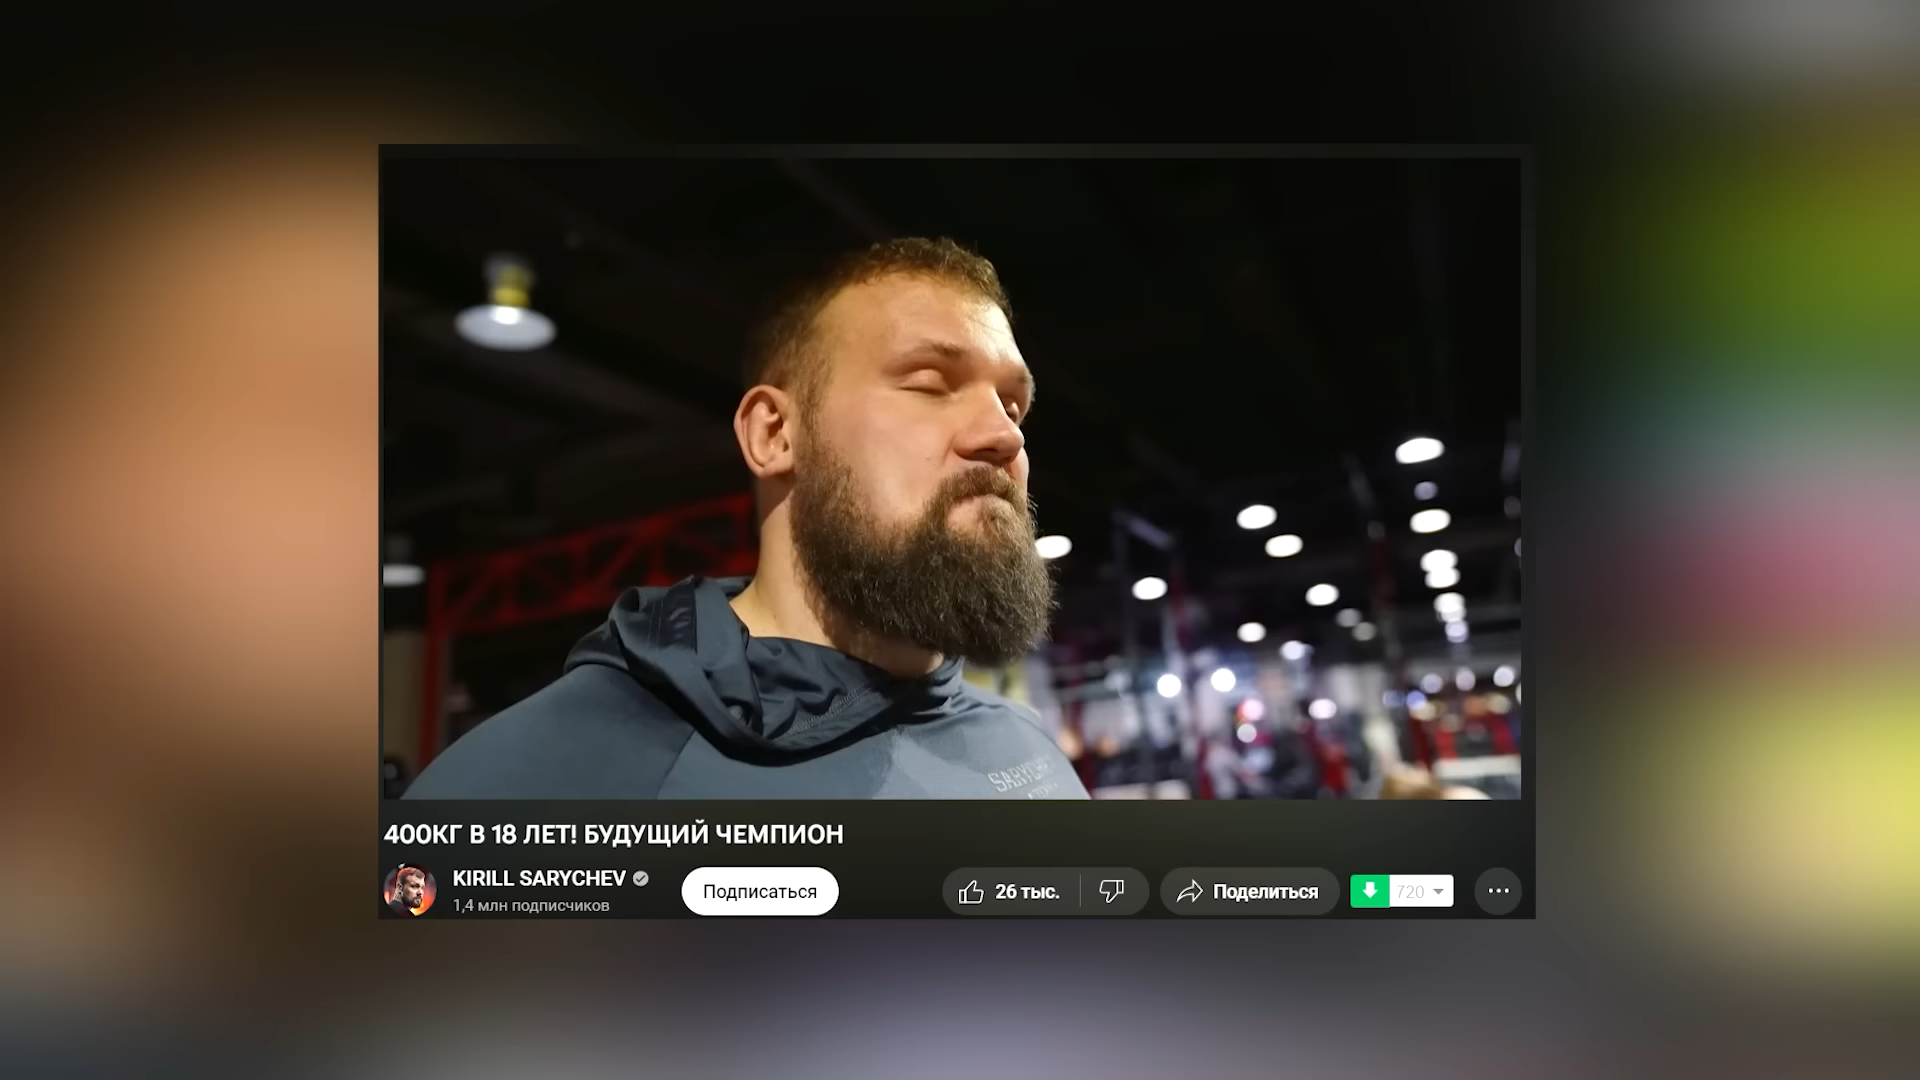 400КГ В 18 ЛЕТ! БУДУЩИЙ ЧЕМПИОН
KIRILL SARYCHEV
1,4 млн подписчиков
Подписаться
26 тыс.
Поделиться
720